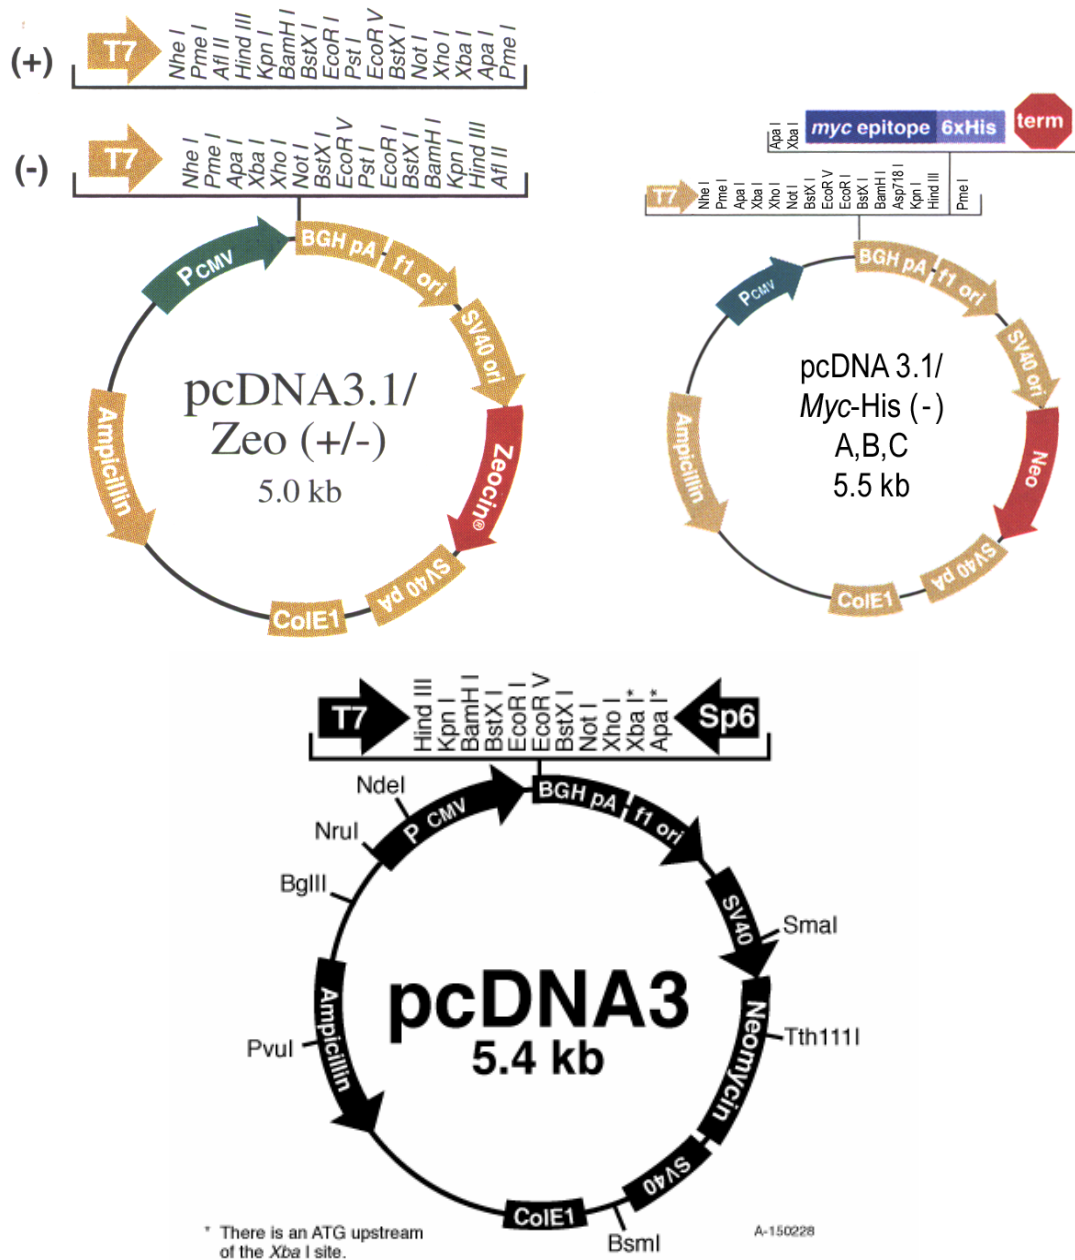 (+)
T7
Nhe I
Pme I
Afl II
Hind III
Kpn I
BamH I
BstX I
EcoR I
Pst I
EcoR V
BstX I
Not I
Xho I
Xba I
Apa I
Pme I
(-)
T7
Nhe I
Pme I
Apa I
Xba I
Xho I
Not I
BstX I
EcoR V
Pst I
EcoR I
BstX I
BamH I
Kpn I
Hind III
Afl II
PCMV
BGH pA
f1 ori
SV40 ori
Zeocin®
SV40 pA
ColE1
Ampicillin
pcDNA3.1/
Zeo (+/-)
5.0 kb
Apa I
Xba I
myc epitope
6xHis
term
T7
Nhe I
Pme I
Apa I
Xba I
Xho I
Not I
BstX I
EcoR V
EcoR I
BstX I
BamH I
Asp718 I
Kpn I
Hind III
Pme I
PCMV
BGH pA
f1 ori
SV40 ori
Neo
SV40 pA
ColE1
Ampicillin
pcDNA 3.1/
Myc-His (-)
A,B,C
5.5 kb
T7
Hind III
Kpn I
BamH I
BstX I
EcoR I
EcoR V
BstX I
Not I
Xho I
Xba I*
Apa I*
Sp6
NdeI
NruI
BglII
PvuI
P CMV
BGH pA
f1 ori
SV40
SmaI
Neomycin
Tth111I
SV40
BsmI
ColE1
Ampicillin
pcDNA3
5.4 kb
* There is an ATG upstream
of the Xba I site.
A-150228